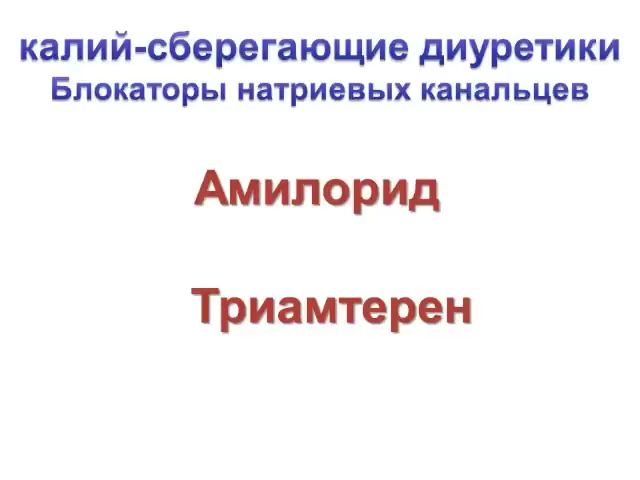 калий-сберегающие диуретики
Блокаторы натриевых канальцев
Амилорид
Триамтерен